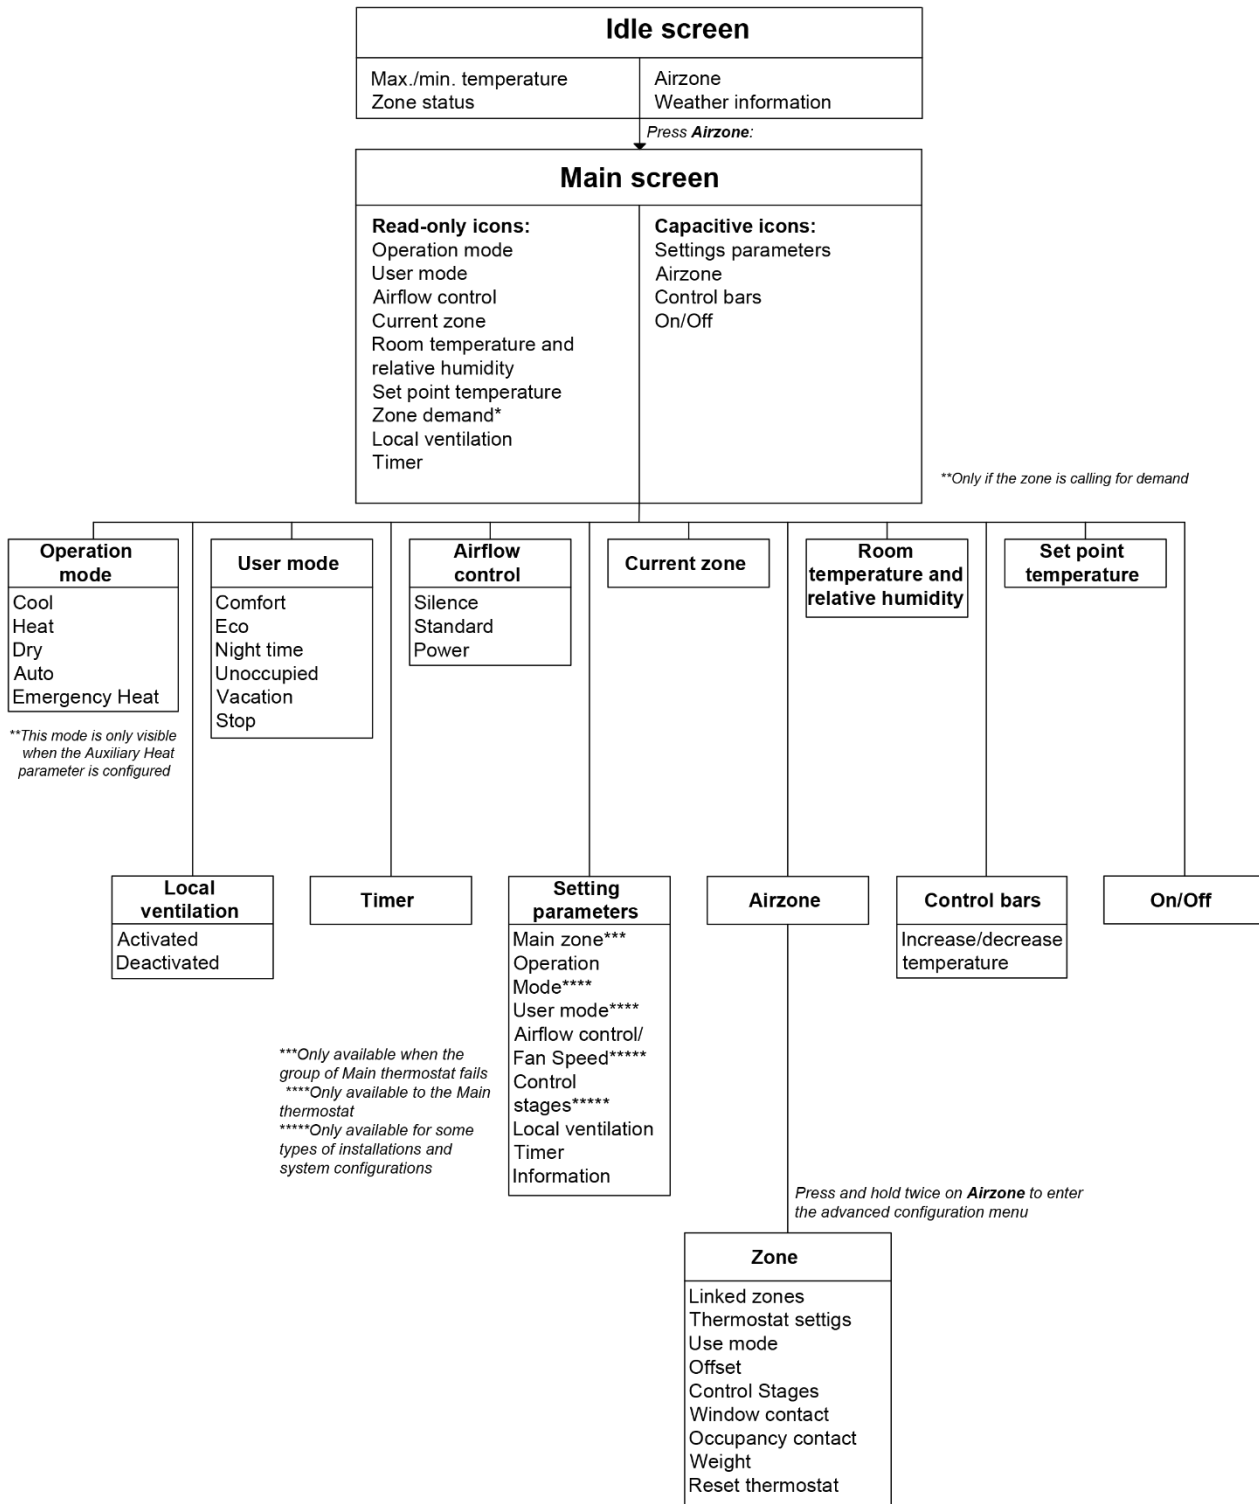 Idle screen
Max./min. temperature
Zone status
Airzone
Weather information
Press Airzone:
Main screen
Read-only icons:
Operation mode
User mode
Airflow control
Current zone
Room temperature and
relative humidity
Set point temperature
Zone demand*
Local ventilation
Timer
Capacitive icons:
Settings parameters
Airzone
Control bars
On/Off
**Only if the zone is calling for demand
Operation
mode
Cool
Heat
Dry
Auto
Emergency Heat
**This mode is only visible
when the Auxiliary Heat
parameter is configured
User mode
Comfort
Eco
Night time
Unoccupied
Vacation
Stop
Airflow
control
Silence
Standard
Power
Current zone
Room
temperature and
relative humidity
Set point
temperature
Local
ventilation
Activated
Deactivated
Timer
Setting
parameters
Main zone***
Operation
Mode****
User mode****
Airflow control/
Fan Speed*****
Control
stages*****
Local ventilation
Timer
Information
***Only available when the
group of Main thermostat fails
****Only available to the Main
thermostat
*****Only available for some
types of installations and
system configurations
Airzone
Control bars
Increase/decrease
temperature
On/Off
Press and hold twice on Airzone to enter
the advanced configuration menu
Zone
Linked zones
Thermostat settigs
Use mode
Offset
Control Stages
Window contact
Occupancy contact
Weight
Reset thermostat